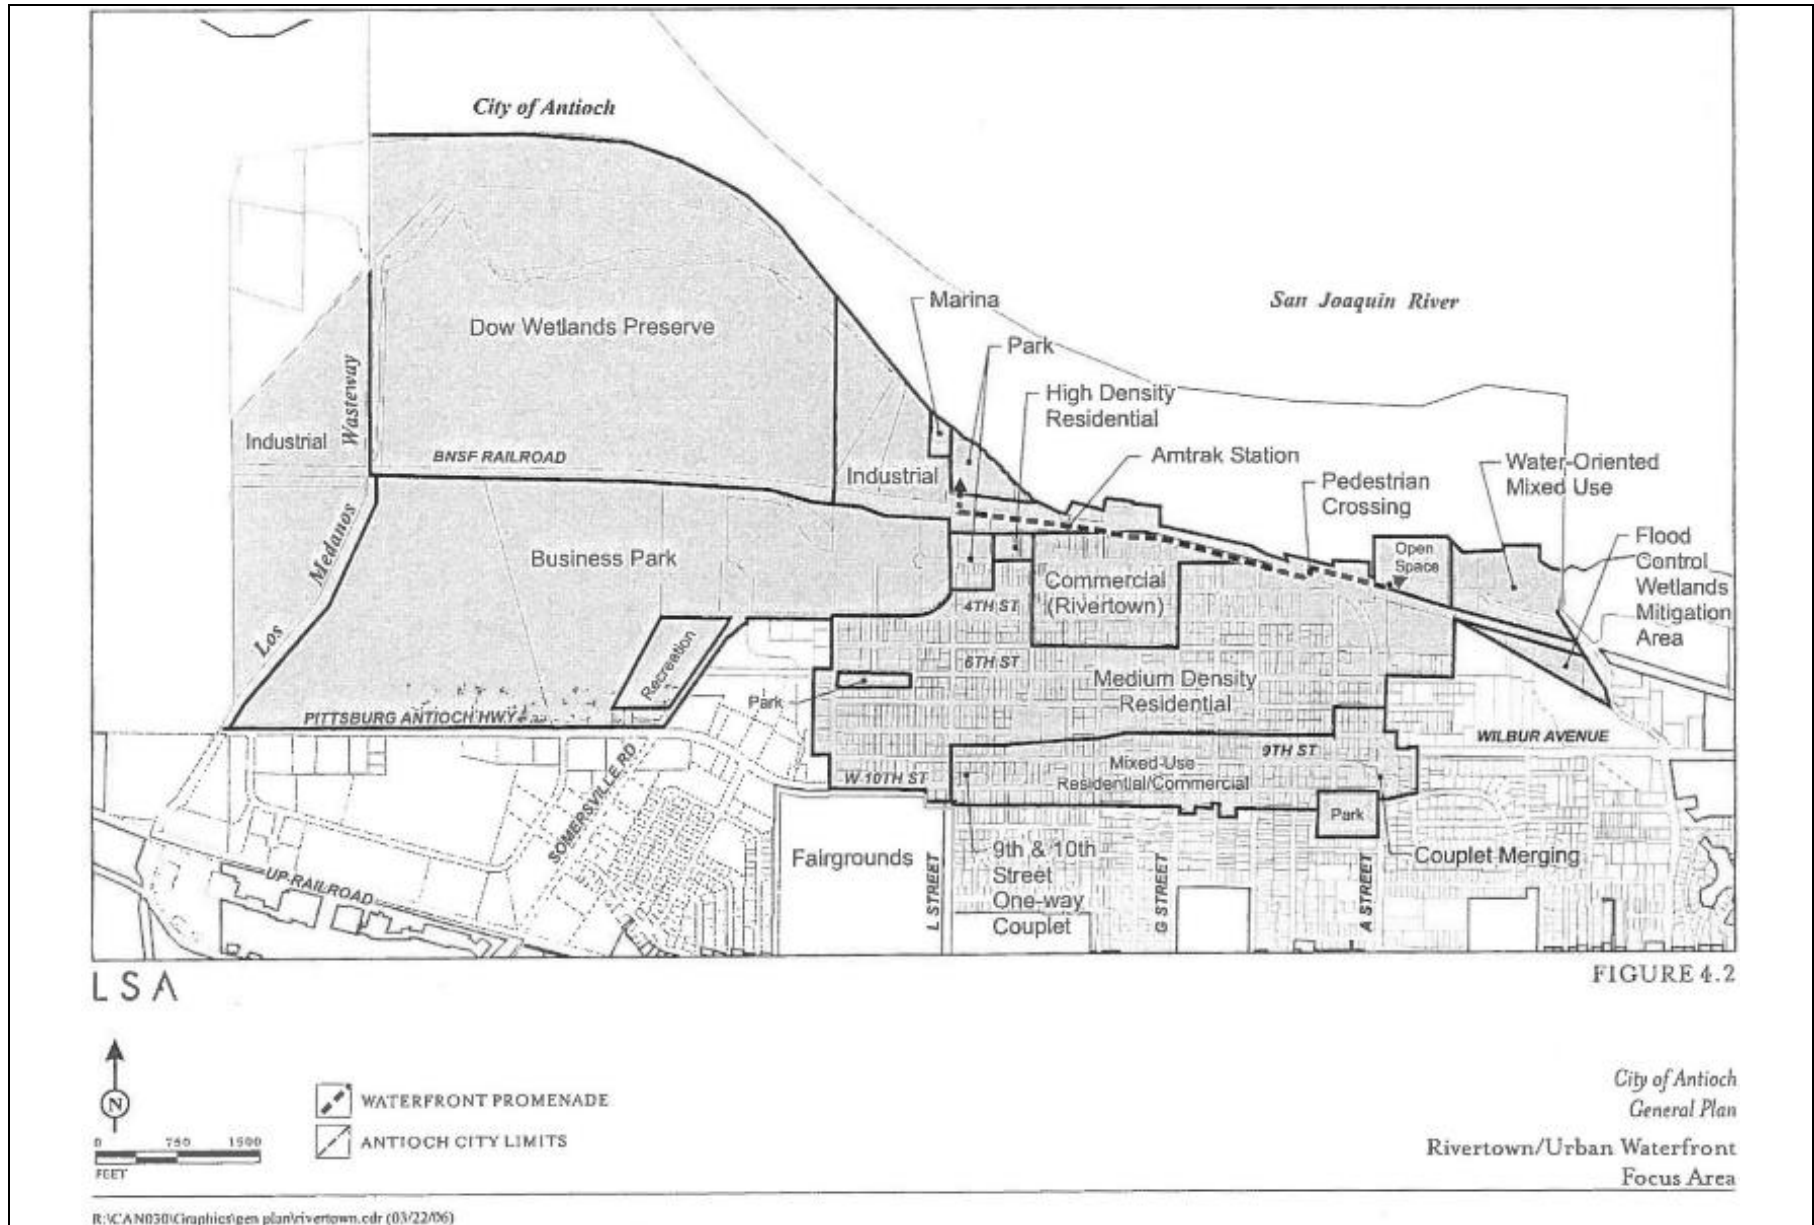 City of Antioch
San Joaquin River
Marina
Dow Wetlands Preserve
Park
Wasteway
High Density
Residential
Industrial
BNSF RAILROAD
Industrial
Amtrak Station
Pedestrian
Crossing
Water-Oriented
Mixed Use
Flood
Control
Wetlands
Mitigation
Area
Los Medanos
Business Park
Open
Space
Commercial
(Rivertown)
4TH ST
6TH ST
Recreation
Park
Medium Density
Residential
PITTSBURG ANTIOCH HWY
WILBUR AVENUE
9TH ST
Mixed-Use
Residential/Commercial
W 10TH ST
SOMERSVILLE RD
Park
Fairgrounds
9th & 10th
Street
One-way
Couplet
Couplet Merging
UP RAILROAD
L STREET
G STREET
A STREET
LSA
FIGURE 4.2
N
0 750 1500
FEET
WATERFRONT PROMENADE
ANTIOCH CITY LIMITS
City of Antioch
General Plan
Rivertown/Urban Waterfront
Focus Area
R:\CAN030\Graphics\gen plan\rivertown.cdr (03/22/06)